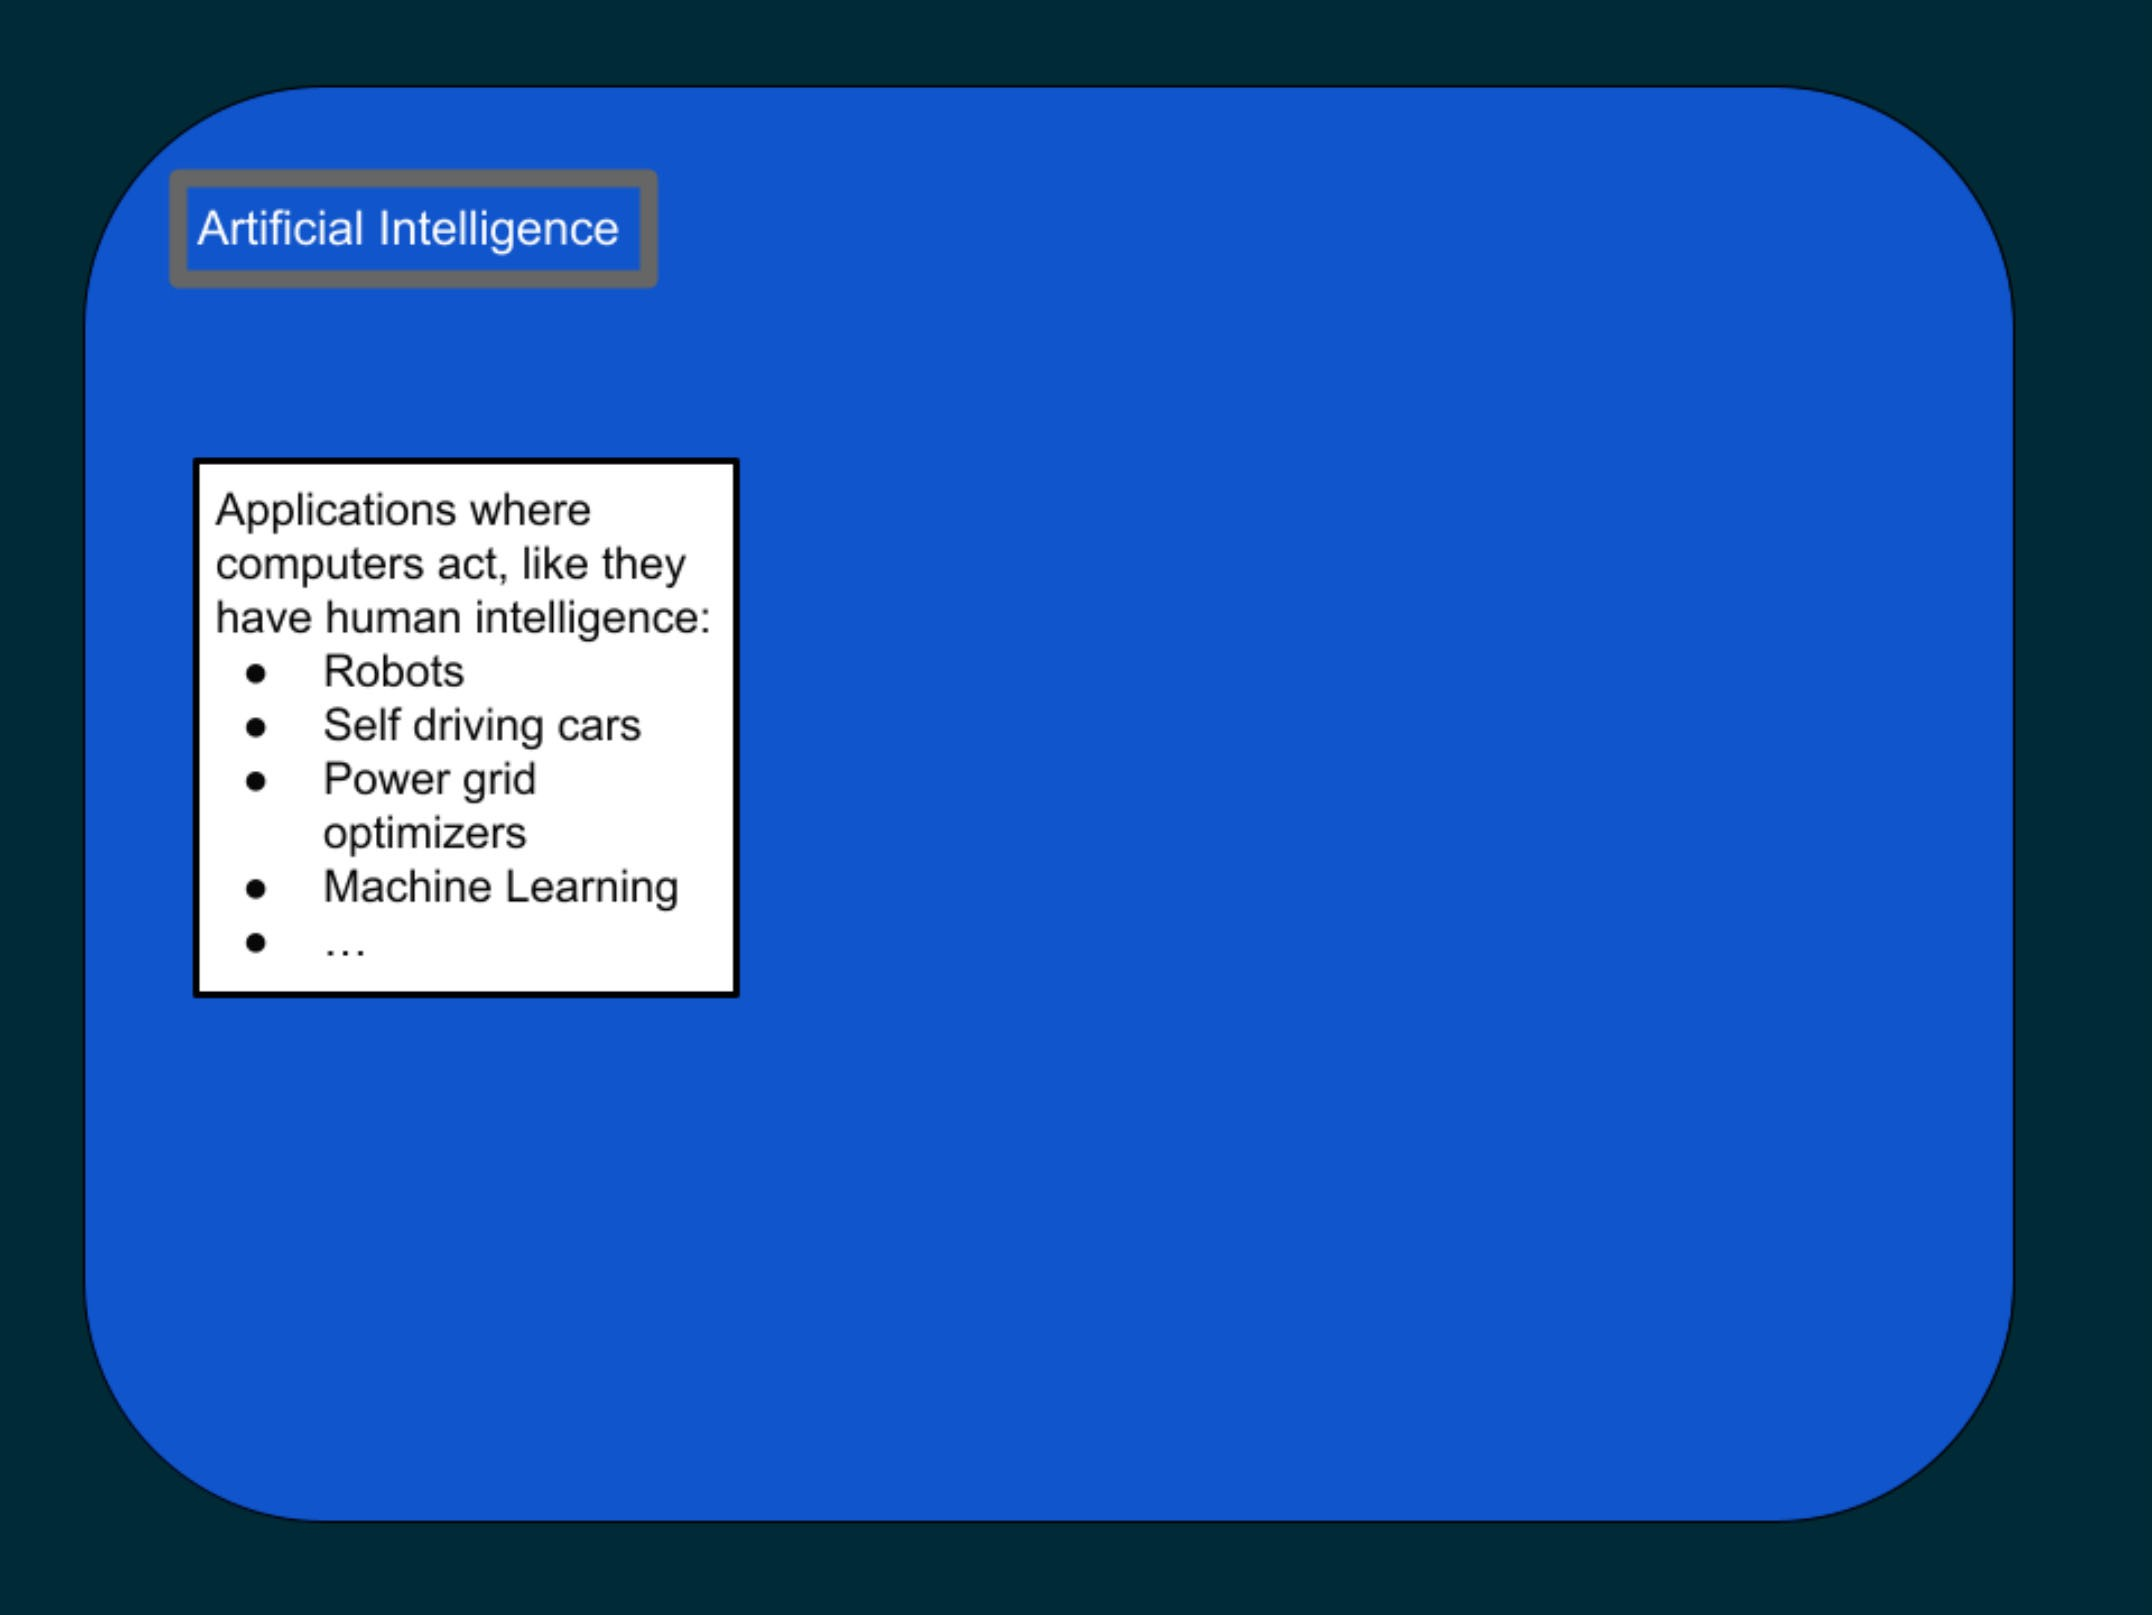 Artificial Intelligence
Applications where
computers act, like they
have human intelligence:
● Robots
● Self driving cars
● Power grid
optimizers
● Machine Learning
● …